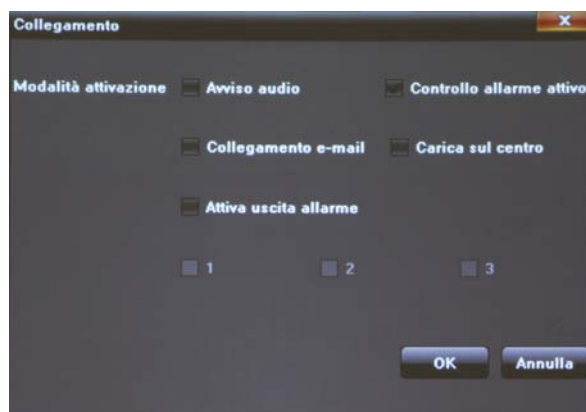 Collegamento
Modalità attivazione Avviso audio Controllo allarme attivo
Collegamento e-mail Carica sul centro
Attiva uscita allarme
1 2 3
OK Annulla